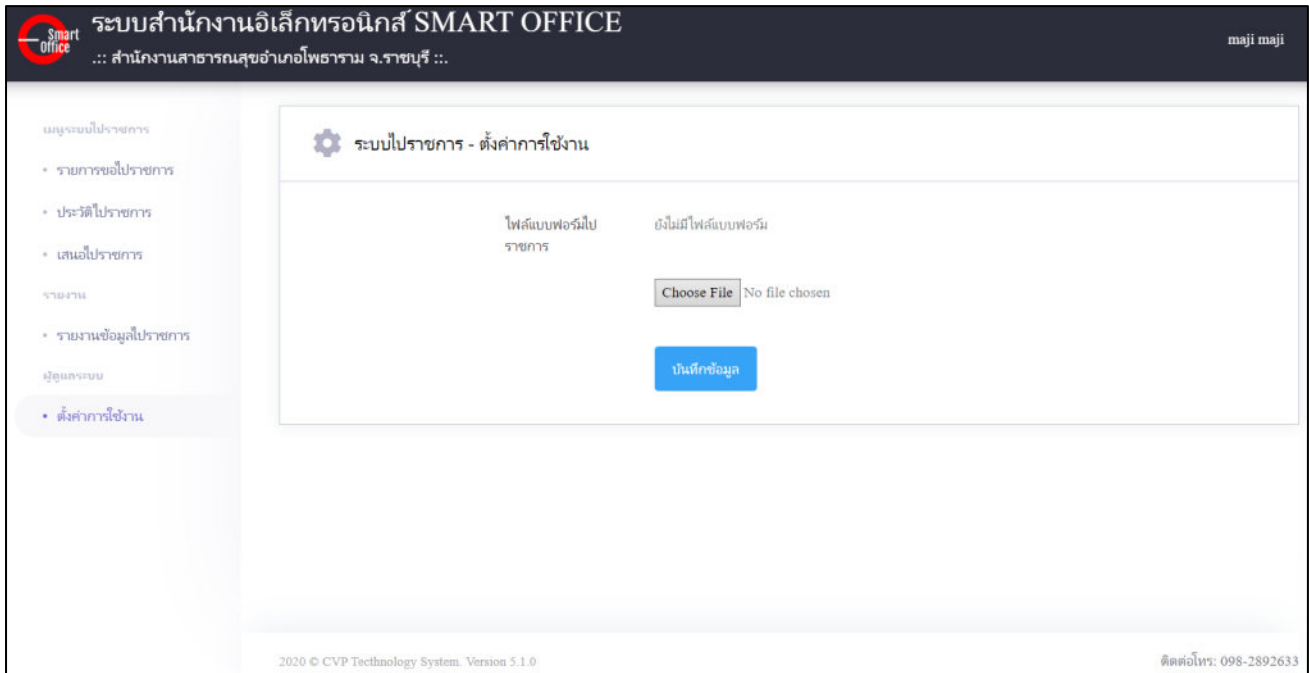 Smart
office
ระบบสำนักงานอิเล็กทรอนิกส์ SMART OFFICE
.:: สำนักงานสาธารณสุขอำเภอโพธาราม จ.ราชบุรี ::.
maji maji
เมนูระบบไปราชการ
รายการขอไปราชการ
ประวัติไปราชการ
เสนอไปราชการ
รายงาน
รายงานข้อมูลไปราชการ
ผู้ดูแลระบบ
ตั้งค่าการใช้งาน
ระบบไปราชการ - ตั้งค่าการใช้งาน
ไฟล์แบบฟอร์มไป
ราชการ
ยังไม่มีไฟล์แบบฟอร์ม
Choose File No file chosen
บันทึกข้อมูล
2020 © CVP Tecthnology System. Version 5.1.0
ติดต่อโทร: 098-2892633